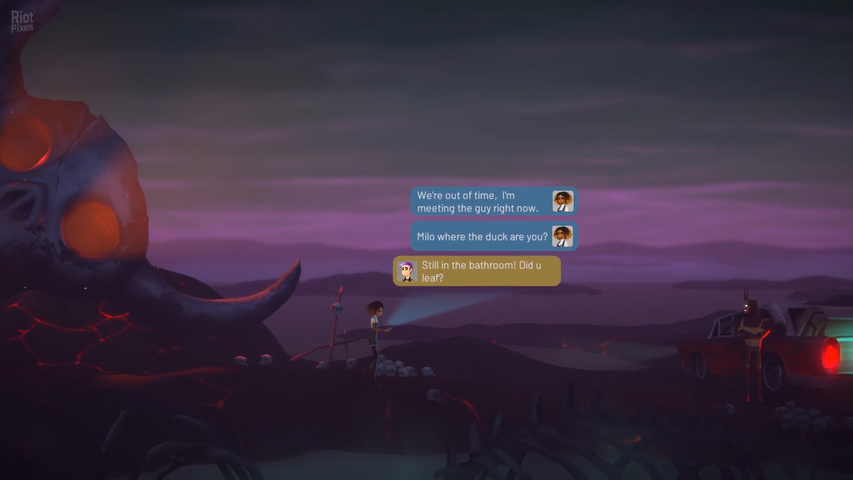 Riot
Pixels
We're out of time, I'm
meeting the guy right now.
Milo where the duck are you?
Still in the bathroom! Did u
leaf?